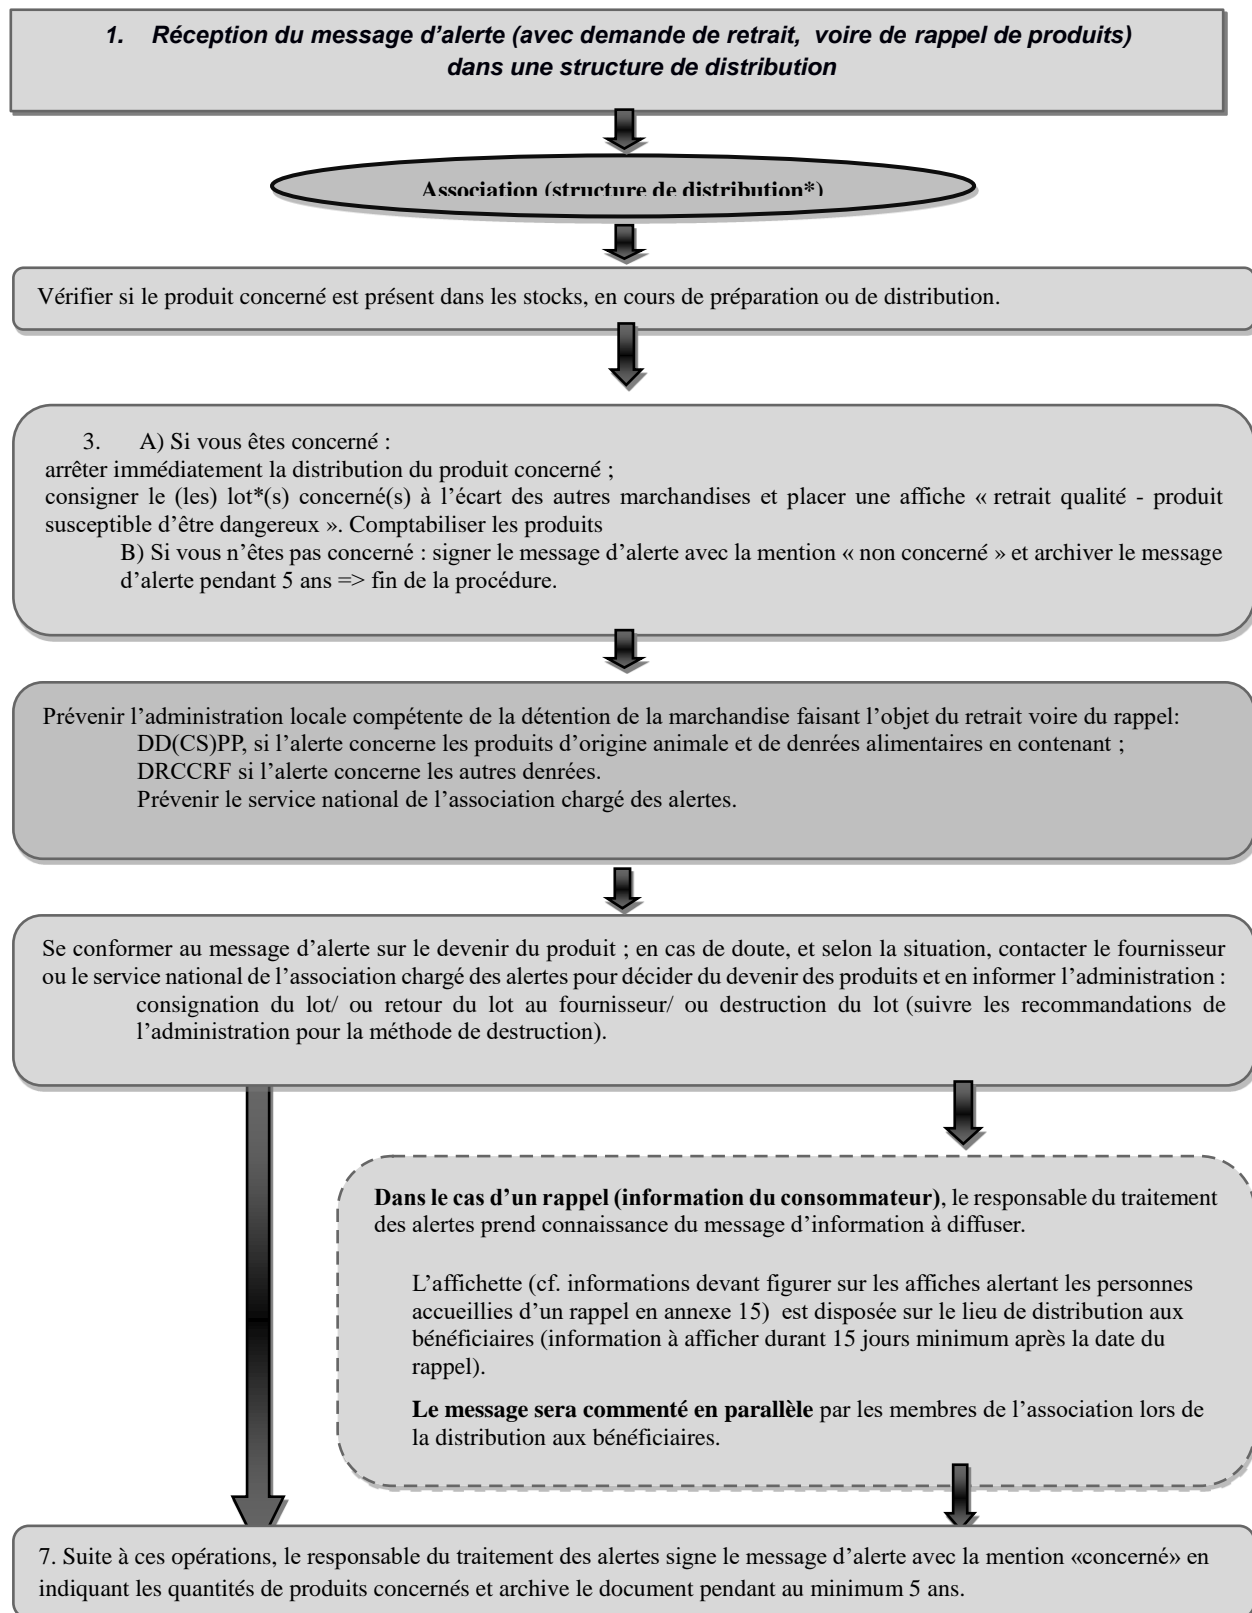 1. Réception du message d’alerte (avec demande de retrait, voire de rappel de produits)
dans une structure de distribution
Association (structure de distribution*)
Vérifier si le produit concerné est présent dans les stocks, en cours de préparation ou de distribution.
3. A) Si vous êtes concerné :
arrêter immédiatement la distribution du produit concerné ;
consigner le (les) lot*(s) concerné(s) à l’écart des autres marchandises et placer une affiche « retrait qualité - produit
susceptible d’être dangereux ». Comptabiliser les produits
B) Si vous n’êtes pas concerné : signer le message d’alerte avec la mention « non concerné » et archiver le message
d’alerte pendant 5 ans => fin de la procédure.
Prévenir l’administration locale compétente de la détention de la marchandise faisant l’objet du retrait voire du rappel:
DD(CS)PP, si l’alerte concerne les produits d’origine animale et de denrées alimentaires en contenant ;
DRCCRF si l’alerte concerne les autres denrées.
Prévenir le service national de l’association chargé des alertes.
Se conformer au message d’alerte sur le devenir du produit ; en cas de doute, et selon la situation, contacter le fournisseur
ou le service national de l’association chargé des alertes pour décider du devenir des produits et en informer l’administration :
consignation du lot/ ou retour du lot au fournisseur/ ou destruction du lot (suivre les recommandations de
l’administration pour la méthode de destruction).
Dans le cas d’un rappel (information du consommateur), le responsable du traitement
des alertes prend connaissance du message d’information à diffuser.
L’affichette (cf. informations devant figurer sur les affiches alertant les personnes
accueillies d’un rappel en annexe 15) est disposée sur le lieu de distribution aux
bénéficiaires (information à afficher durant 15 jours minimum après la date du
rappel).
Le message sera commenté en parallèle par les membres de l’association lors de
la distribution aux bénéficiaires.
7. Suite à ces opérations, le responsable du traitement des alertes signe le message d’alerte avec la mention «concerné» en
indiquant les quantités de produits concernés et archive le document pendant au minimum 5 ans.